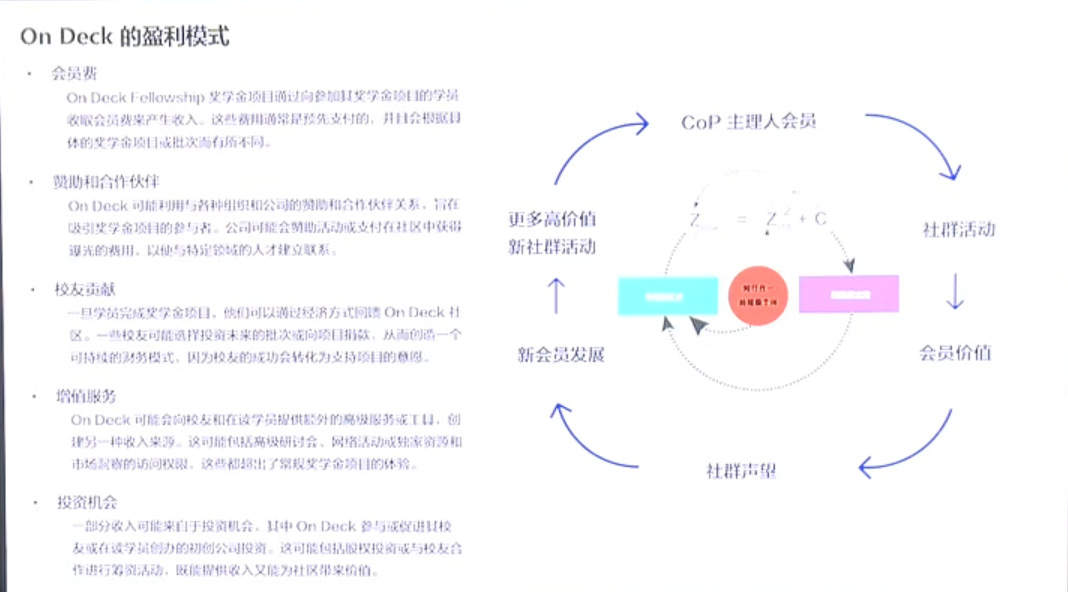 On Deck 的盈利模式
• 会员费
On Deck Fellowship 奖学金项目通过向参加其奖学金项目的学员
收取会员费来产生收入。这些费用通常是预先支付的，并且会根据具
体的奖学金项目或批次而有所不同。
• 赞助和合作伙伴
On Deck 可能利用与各种组织和公司的赞助和合作伙伴关系，旨在
吸引奖学金项目的参与者。公司可能会赞助活动或支付在社区中获得
曝光的费用，以便与特定领域的人才建立联系。
• 校友贡献
一旦学员完成奖学金项目，他们可以通过经济方式回馈 On Deck 社
区。一些校友可能选择投资未来的批次或向项目捐款，从而创造一个
可持续的财务模式，因为校友的成功会转化为支持项目的意愿。
• 增值服务
On Deck 可能会向校友和在读学员提供额外的高级服务或工具，创
建另一种收入来源。这可能包括高级研讨会、网络活动或独家资源和
市场洞察的访问权限，这些都超出了常规奖学金项目的体验。
• 投资机会
一部分收入可能来自于投资机会，其中 On Deck 参与或促进其校
友或在读学员创办的初创公司投资。这可能包括股权投资或与校友合
作进行筹资活动，既能提供收入又能为社区带来价值。
CoP 主理人会员
社群活动
会员价值
社群声望
新会员发展
更多高价值
新社群活动
Z = Z + C